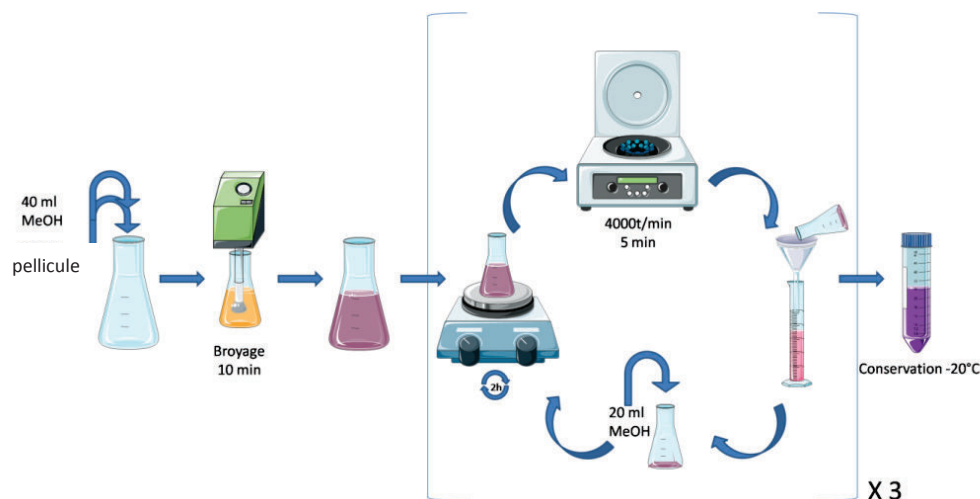 40 ml
MeOH
pellicule
Broyage
10 min
2h
4000t/min
5 min
20 ml
MeOH
Conservation -20°C
X 3